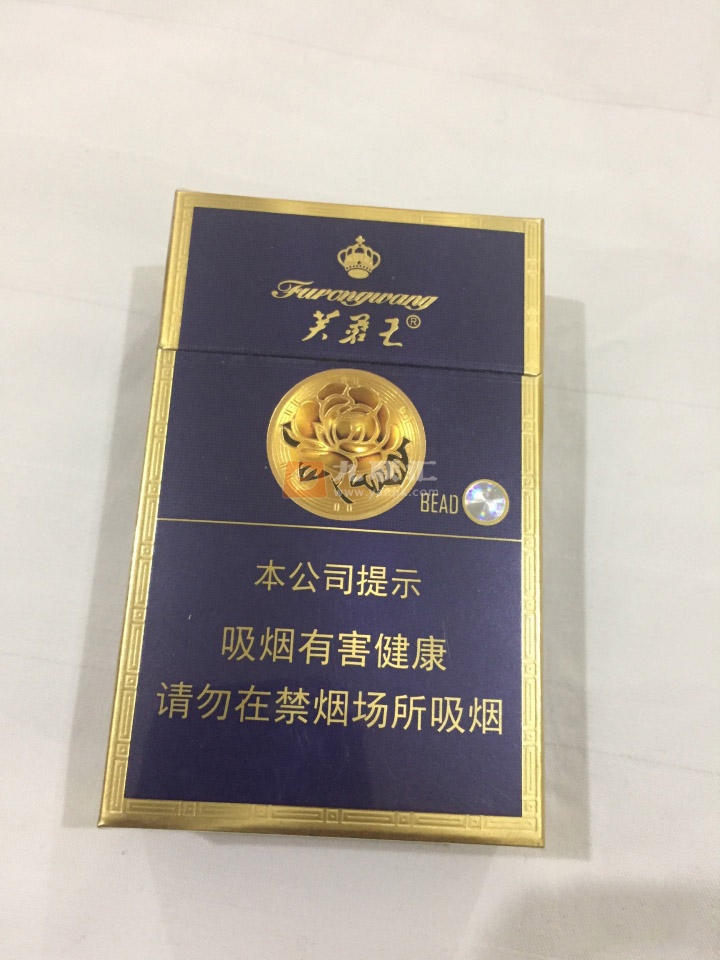 Furongwang
芙蓉王®
BEAD
本公司提示
吸烟有害健康
请勿在禁烟场所吸烟